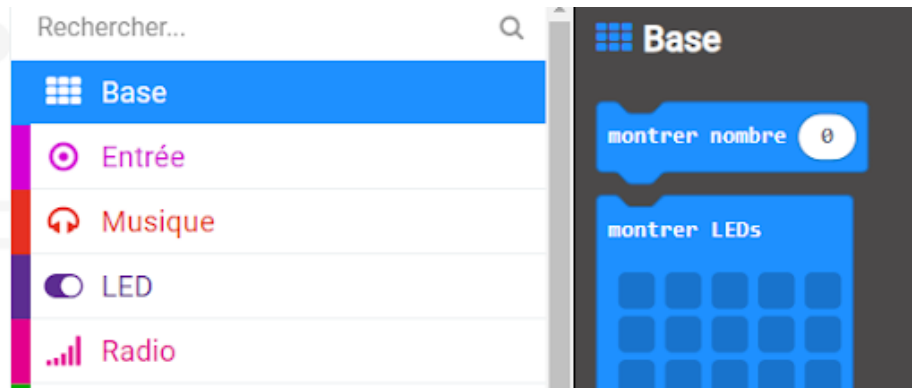 Rechercher...
Base
Entrée
Musique
LED
Radio
Base
montrer nombre 0
montrer LEDs